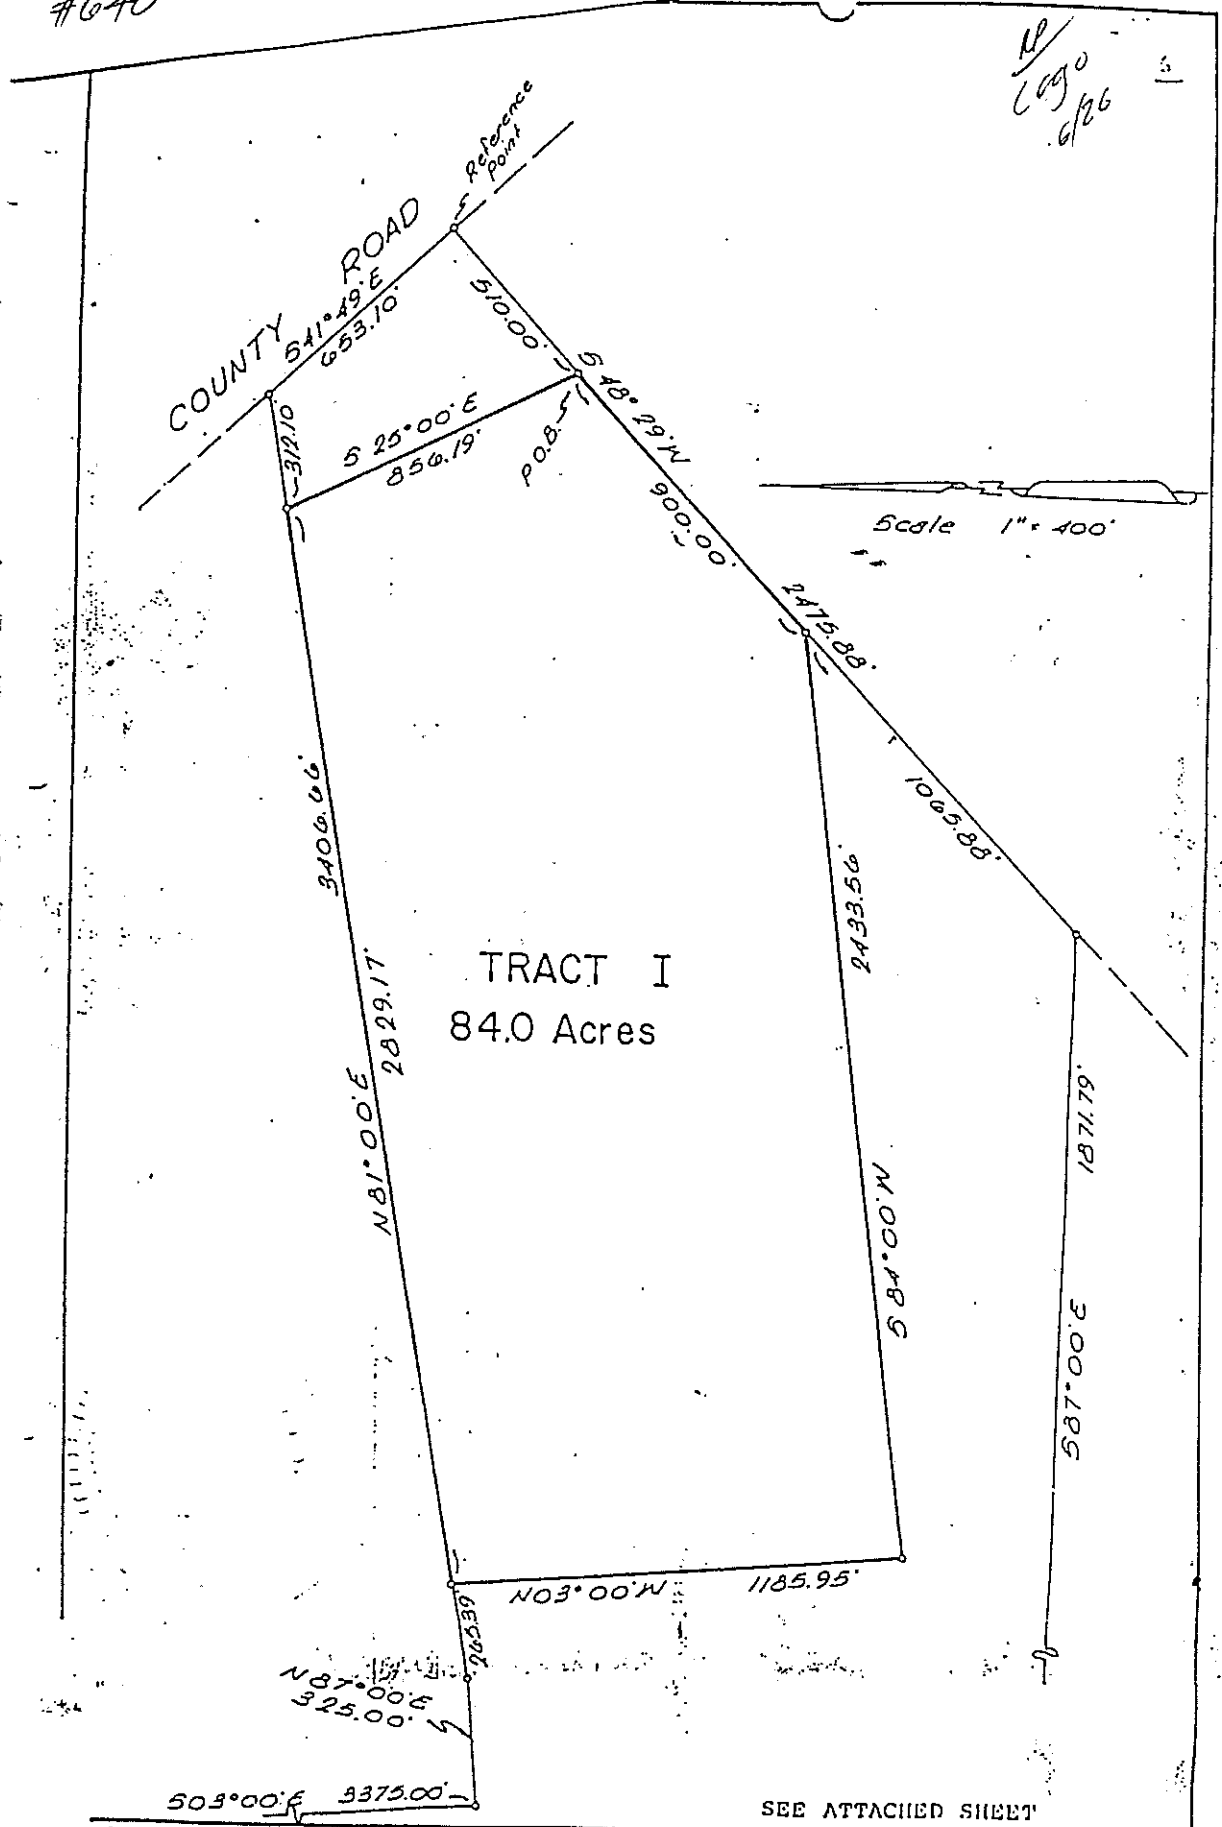 #640
6/26
Reference
Point
COUNTY ROAD
S41°49'E
653.10'
510.00'
312.10
S 25°00'E
856.19'
P.O.B.
S 48°29'W
900.00'
2475.88'
Scale 1"= 400'
1065.88'
3406.66'
2433.56'
TRACT I
84.0 Acres
2829.17'
N81°00'E
1871.79'
S 84°00'W
S87°00'E
N03°00'W 1185.95'
265.39'
N87°00'E
325.00'
S03°00'E 3375.00'
SEE ATTACHED SHEET